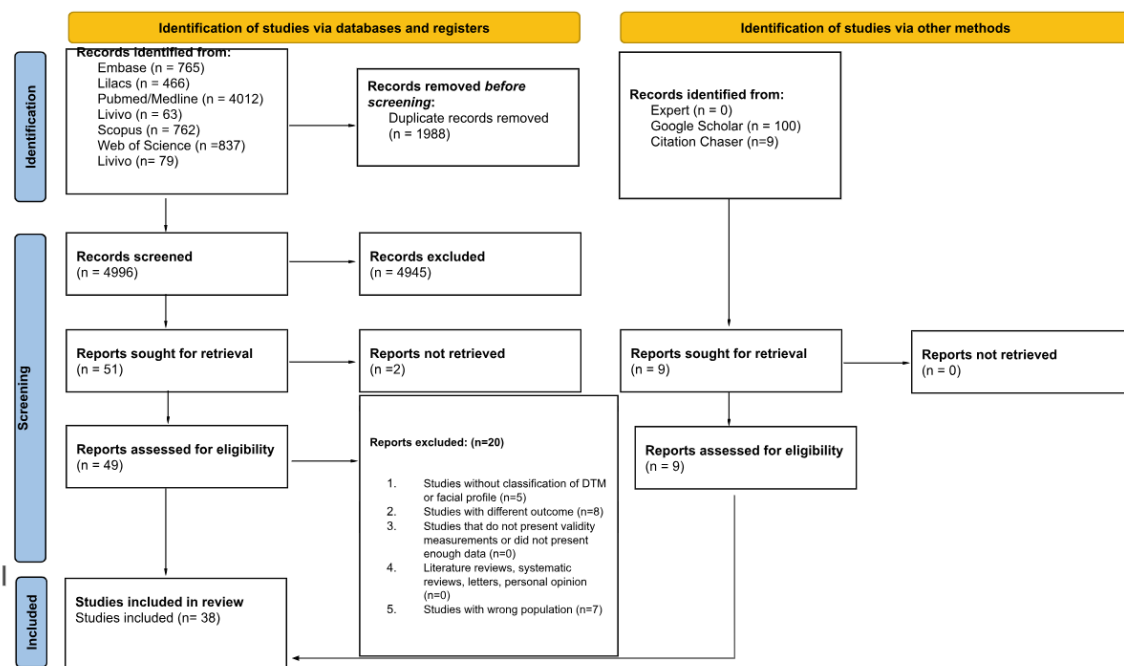 Identification of studies via databases and registers
Identification of studies via other methods
Identification
Records identified from:
Embase (n = 765)
Lilacs (n = 466)
Pubmed/Medline (n = 4012)
Livivo (n = 63)
Scopus (n = 762)
Web of Science (n =837)
Livivo (n= 79)
Records removed before
screening:
Duplicate records removed
(n = 1988)
Records identified from:
Expert (n = 0)
Google Scholar (n = 100)
Citation Chaser (n=9)
Screening
Records screened
(n = 4996)
Records excluded
(n = 4945)
Reports sought for retrieval
(n = 51)
Reports not retrieved
(n =2)
Reports sought for retrieval
(n = 9)
Reports not retrieved
(n = 0)
Reports assessed for eligibility
(n = 49)
Reports excluded: (n=20)
1. Studies without classification of DTM
or facial profile (n=5)
2. Studies with different outcome (n=8)
3. Studies that do not present validity
measurements or did not present
enough data (n=0)
4. Literature reviews, systematic
reviews, letters, personal opinion
(n=0)
5. Studies with wrong population (n=7)
Reports assessed for eligibility
(n = 9)
Included
Studies included in review
Studies included (n= 38)